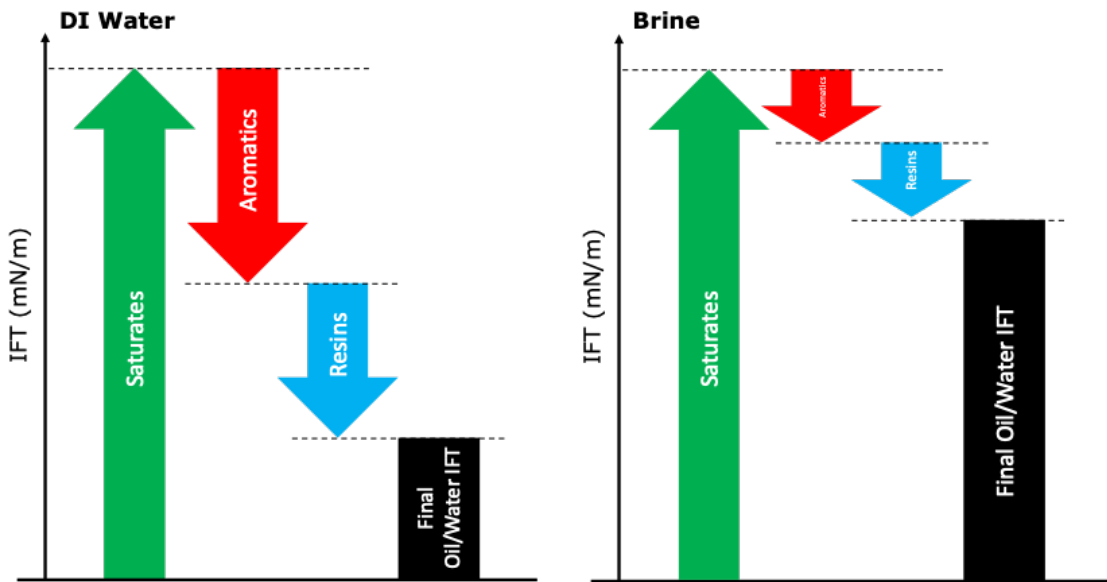 DI Water
IFT (mN/m)
Saturates
Aromatics
Resins
Final
Oil/Water IFT
Brine
IFT (mN/m)
Saturates
Aromatics
Resins
Final Oil/Water IFT